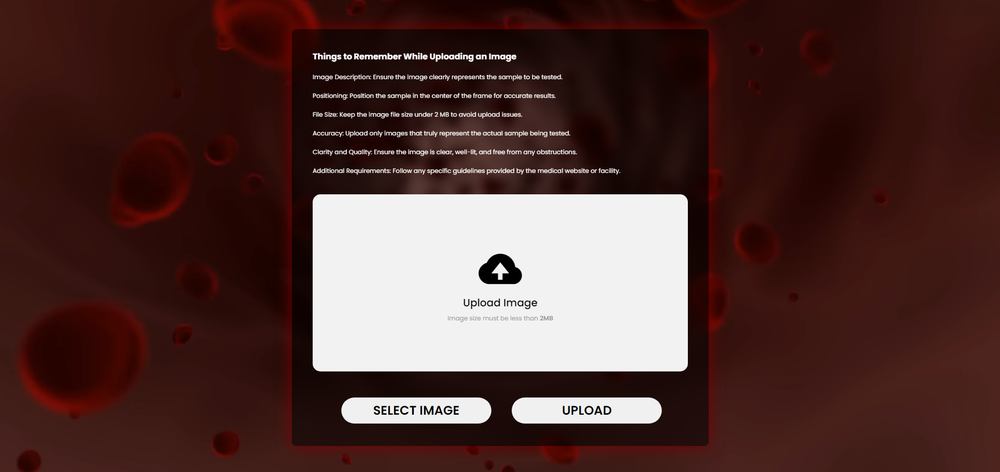 Things to Remember While Uploading an Image
Image Description: Ensure the image clearly represents the sample to be tested.
Positioning: Position the sample in the center of the frame for accurate results.
File Size: Keep the image file size under 2 MB to avoid upload issues.
Accuracy: Upload only images that truly represent the actual sample being tested.
Clarity and Quality: Ensure the image is clear, well-lit, and free from any obstructions.
Additional Requirements: Follow any specific guidelines provided by the medical website or facility.
Upload Image
Image size must be less than 2MB
SELECT IMAGE
UPLOAD